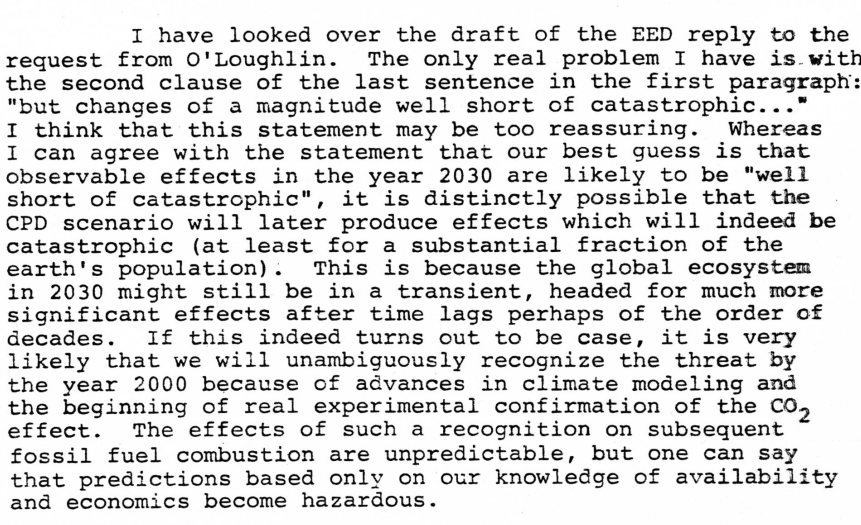 I have looked over the draft of the EED reply to the
request from O'Loughlin. The only real problem I have is with
the second clause of the last sentence in the first paragraph:
"but changes of a magnitude well short of catastrophic..."
I think that this statement may be too reassuring. Whereas
I can agree with the statement that our best guess is that
observable effects in the year 2030 are likely to be "well
short of catastrophic", it is distinctly possible that the
CPD scenario will later produce effects which will indeed be
catastrophic (at least for a substantial fraction of the
earth's population). This is because the global ecosystem
in 2030 might still be in a transient, headed for much more
significant effects after time lags perhaps of the order of
decades. If this indeed turns out to be case, it is very
likely that we will unambiguously recognize the threat by
the year 2000 because of advances in climate modeling and
the beginning of real experimental confirmation of the CO₂
effect. The effects of such a recognition on subsequent
fossil fuel combustion are unpredictable, but one can say
that predictions based only on our knowledge of availability
and economics become hazardous.